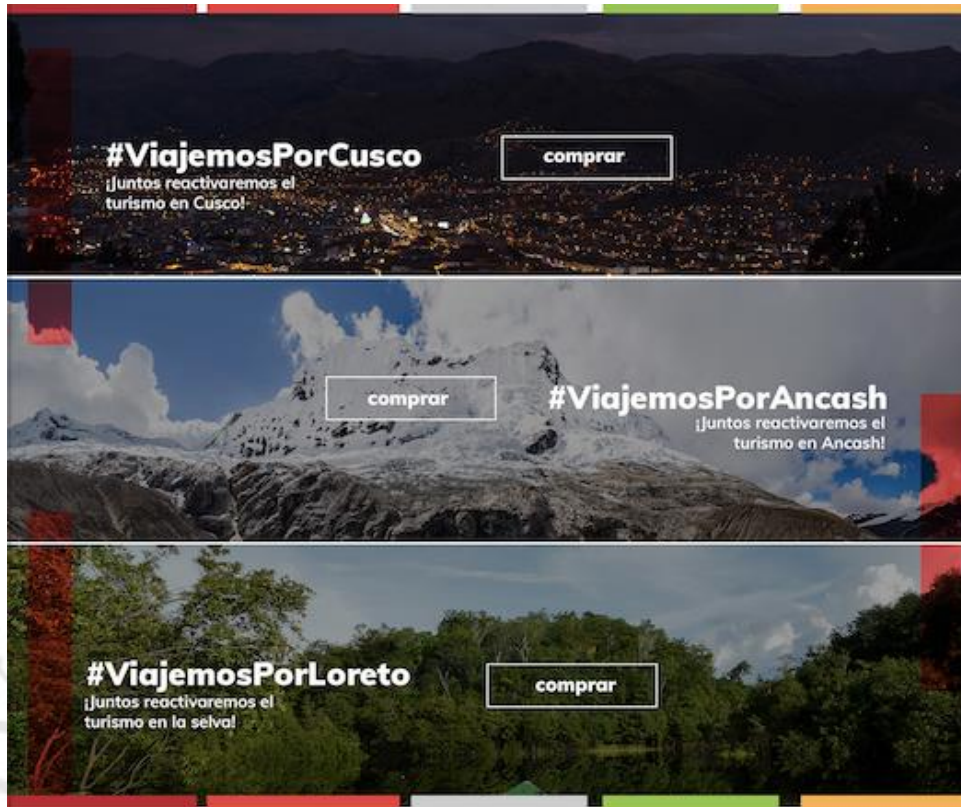 #ViajemosPorCusco
¡Juntos reactivaremos el
turismo en Cusco!
comprar
comprar
#ViajemosPorAncash
¡Juntos reactivaremos el
turismo en Ancash!
#ViajemosPorLoreto
¡Juntos reactivaremos el
turismo en la selva!
comprar